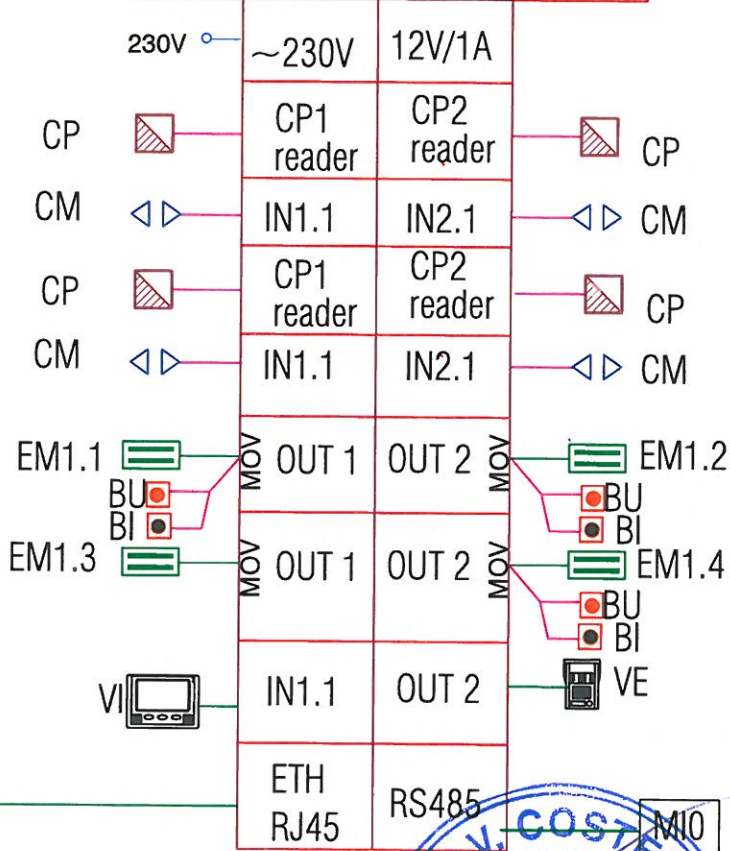 230V ~230V 12V/1A
CP CP1 reader CP2 reader CP
CM IN1.1 IN2.1 CM
CP CP1 reader CP2 reader CP
CM IN1.1 IN2.1 CM
EM1.1 MOV OUT 1 OUT 2 MOV EM1.2
BU BU
BI BI
EM1.3 MOV OUT 1 OUT 2 MOV EM1.4
BU
BI
VI IN1.1 OUT 2 VE
ETH RJ45 RS485 MIO
V. COSTE